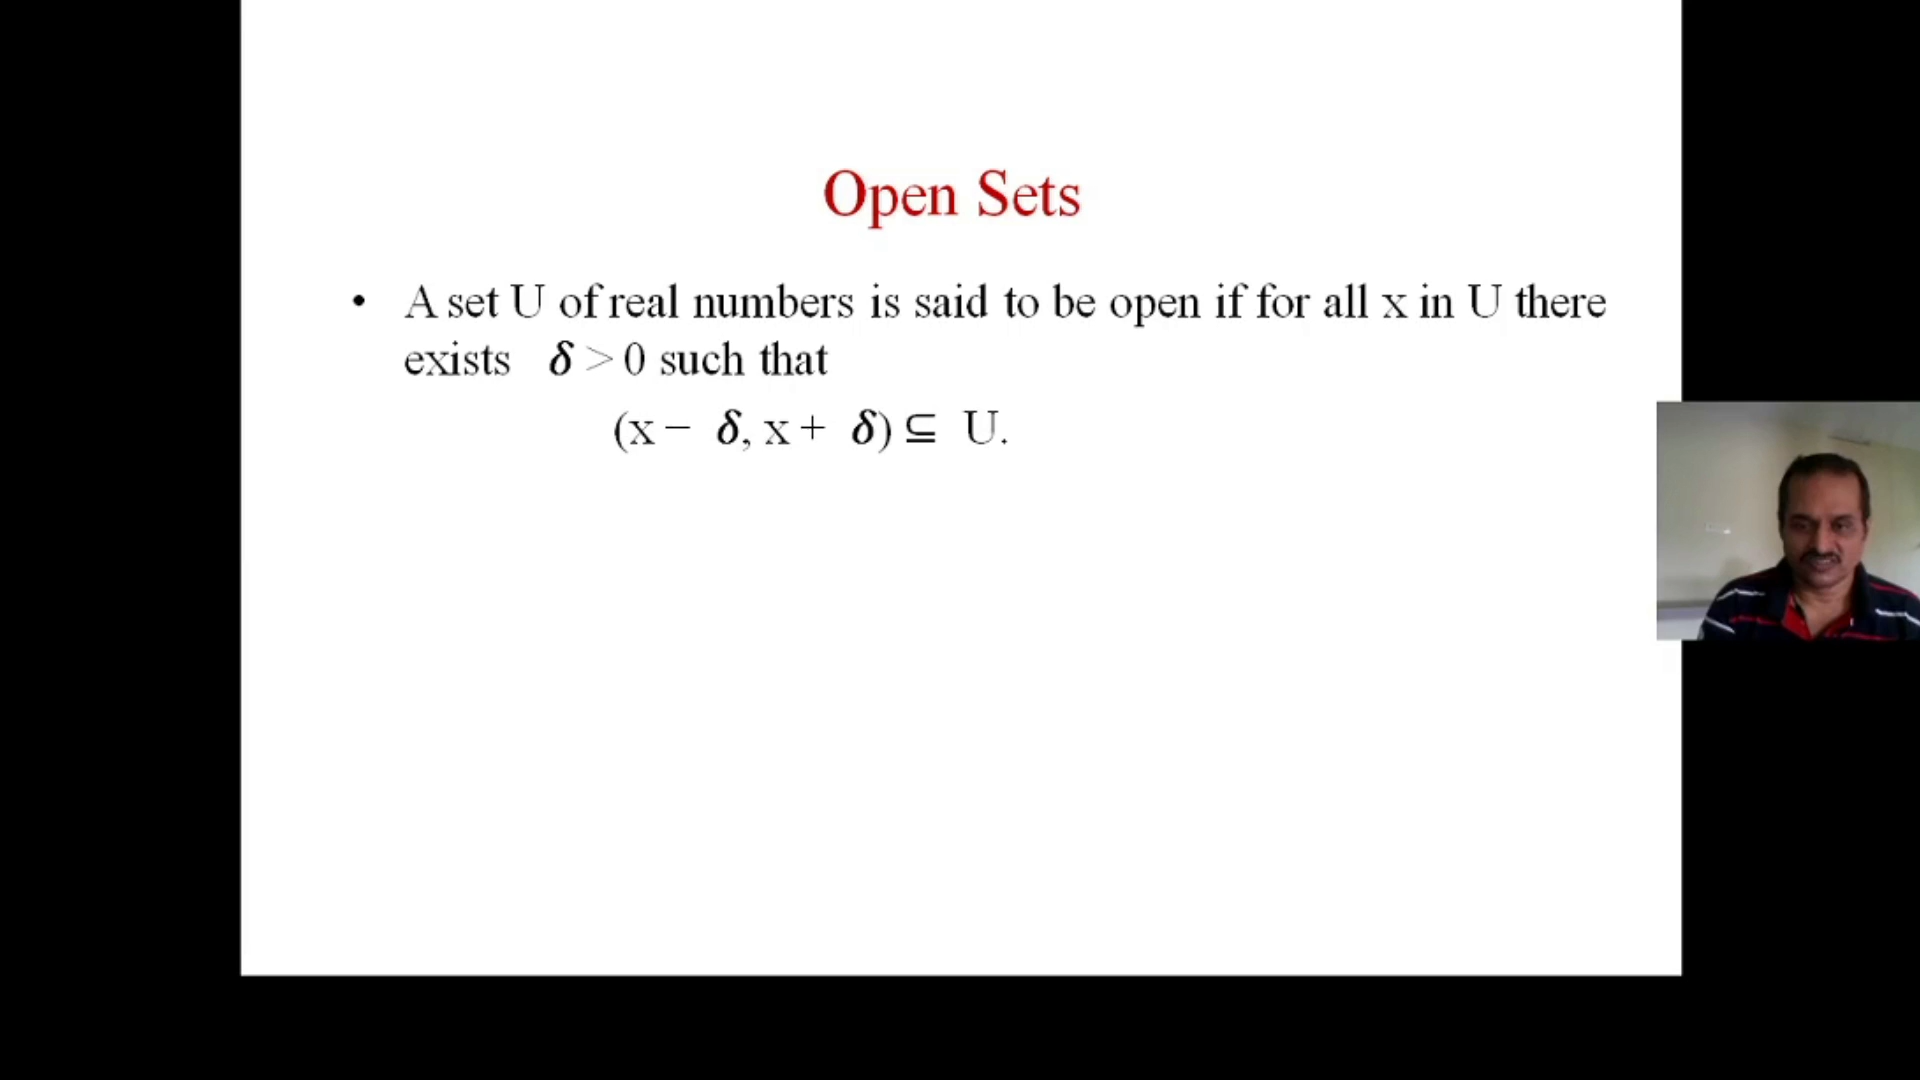 Open Sets
• A set U of real numbers is said to be open if for all x in U there
exists δ > 0 such that
(x − δ, x + δ) ⊆ U.